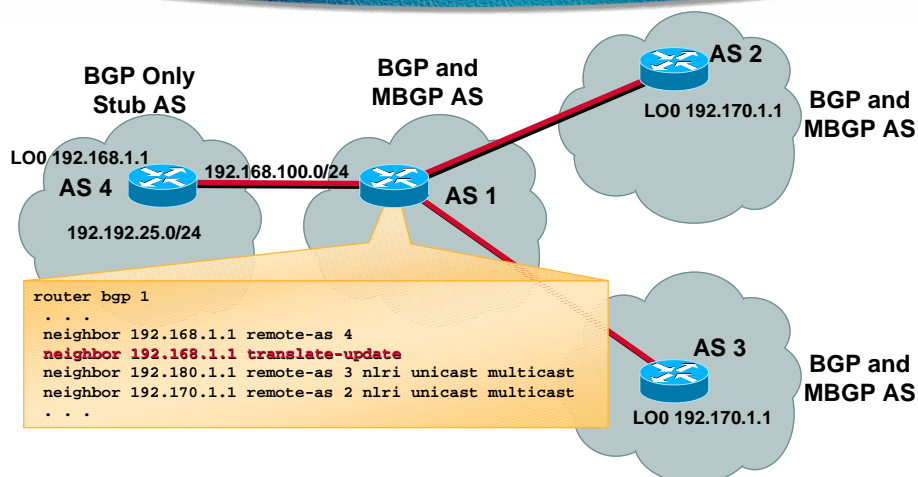 BGP Only
Stub AS
BGP and
MBGP AS
AS 2
LO0 192.170.1.1
BGP and
MBGP AS
LO0 192.168.1.1
AS 4
192.168.100.0/24
AS 1
192.192.25.0/24
router bgp 1
. . .
neighbor 192.168.1.1 remote-as 4
neighbor 192.168.1.1 translate-update
neighbor 192.180.1.1 remote-as 3 nlri unicast multicast
neighbor 192.170.1.1 remote-as 2 nlri unicast multicast
. . .
AS 3
LO0 192.170.1.1
BGP and
MBGP AS